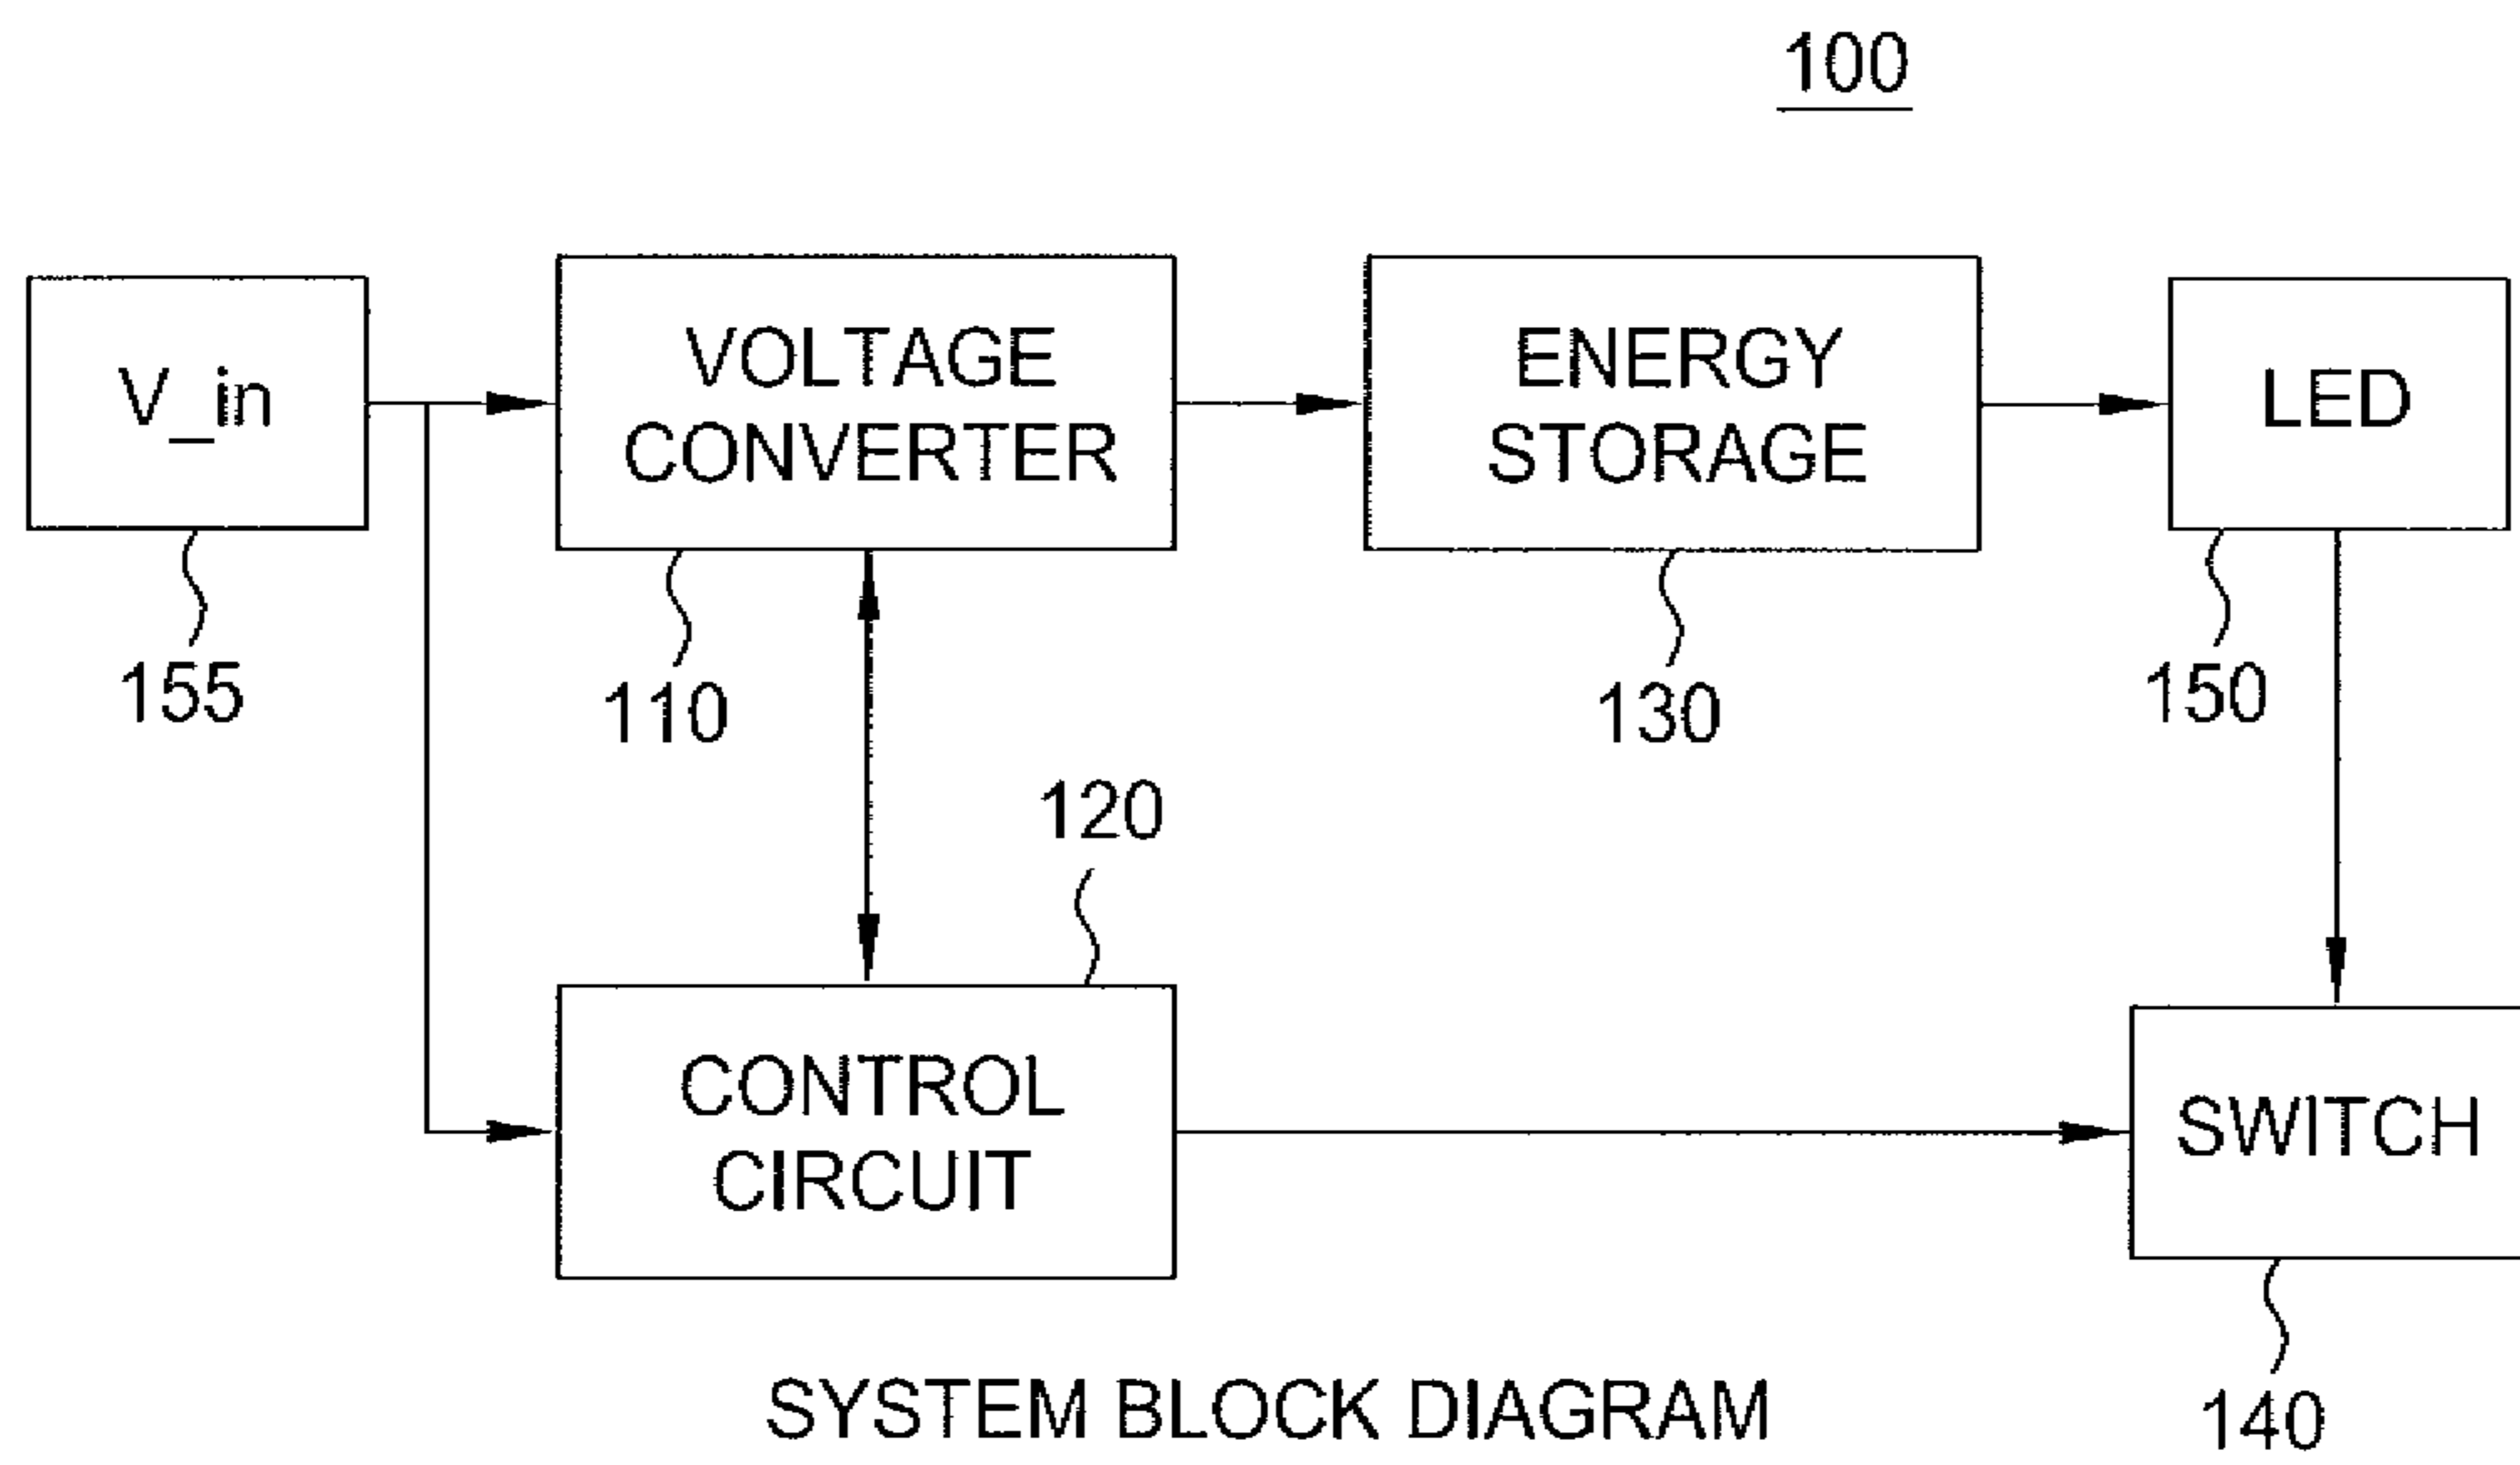 100
V_in
VOLTAGE
CONVERTER
ENERGY
STORAGE
LED
155
110
130
150
120
CONTROL
CIRCUIT
SWITCH
SYSTEM BLOCK DIAGRAM
140